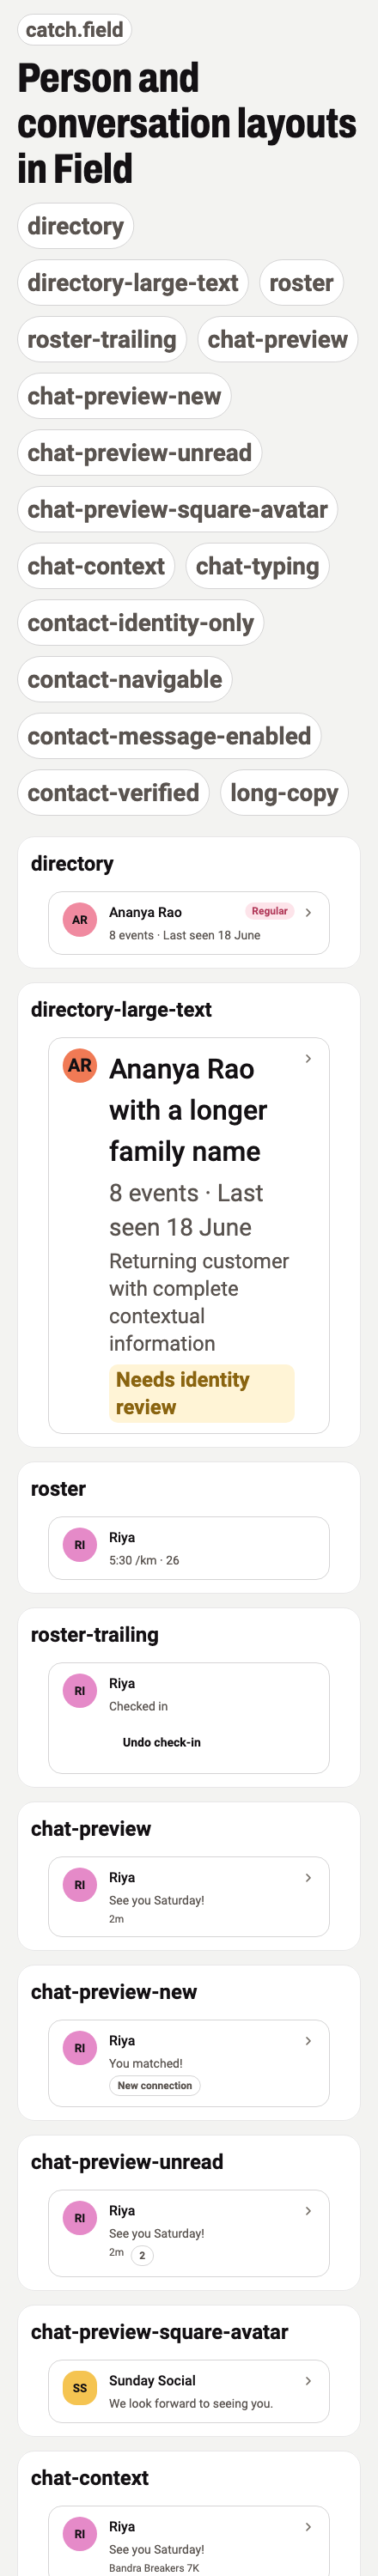 catch.field
Person and
conversation layouts
in Field
directory
directory-large-text roster
roster-trailing chat-preview
chat-preview-new
chat-preview-unread
chat-preview-square-avatar
chat-context chat-typing
contact-identity-only
contact-navigable
contact-message-enabled
contact-verified long-copy
directory
AR Ananya Rao Regular
8 events · Last seen 18 June
directory-large-text
AR Ananya Rao
with a longer
family name
8 events · Last
seen 18 June
Returning customer
with complete
contextual
information
Needs identity
review
roster
RI Riya
5:30 /km · 26
roster-trailing
RI Riya
Checked in
Undo check-in
chat-preview
RI Riya
See you Saturday!
2m
chat-preview-new
RI Riya
You matched!
New connection
chat-preview-unread
RI Riya
See you Saturday!
2m 2
chat-preview-square-avatar
SS Sunday Social
We look forward to seeing you.
chat-context
RI Riya
See you Saturday!
Bandra Breakers 7K